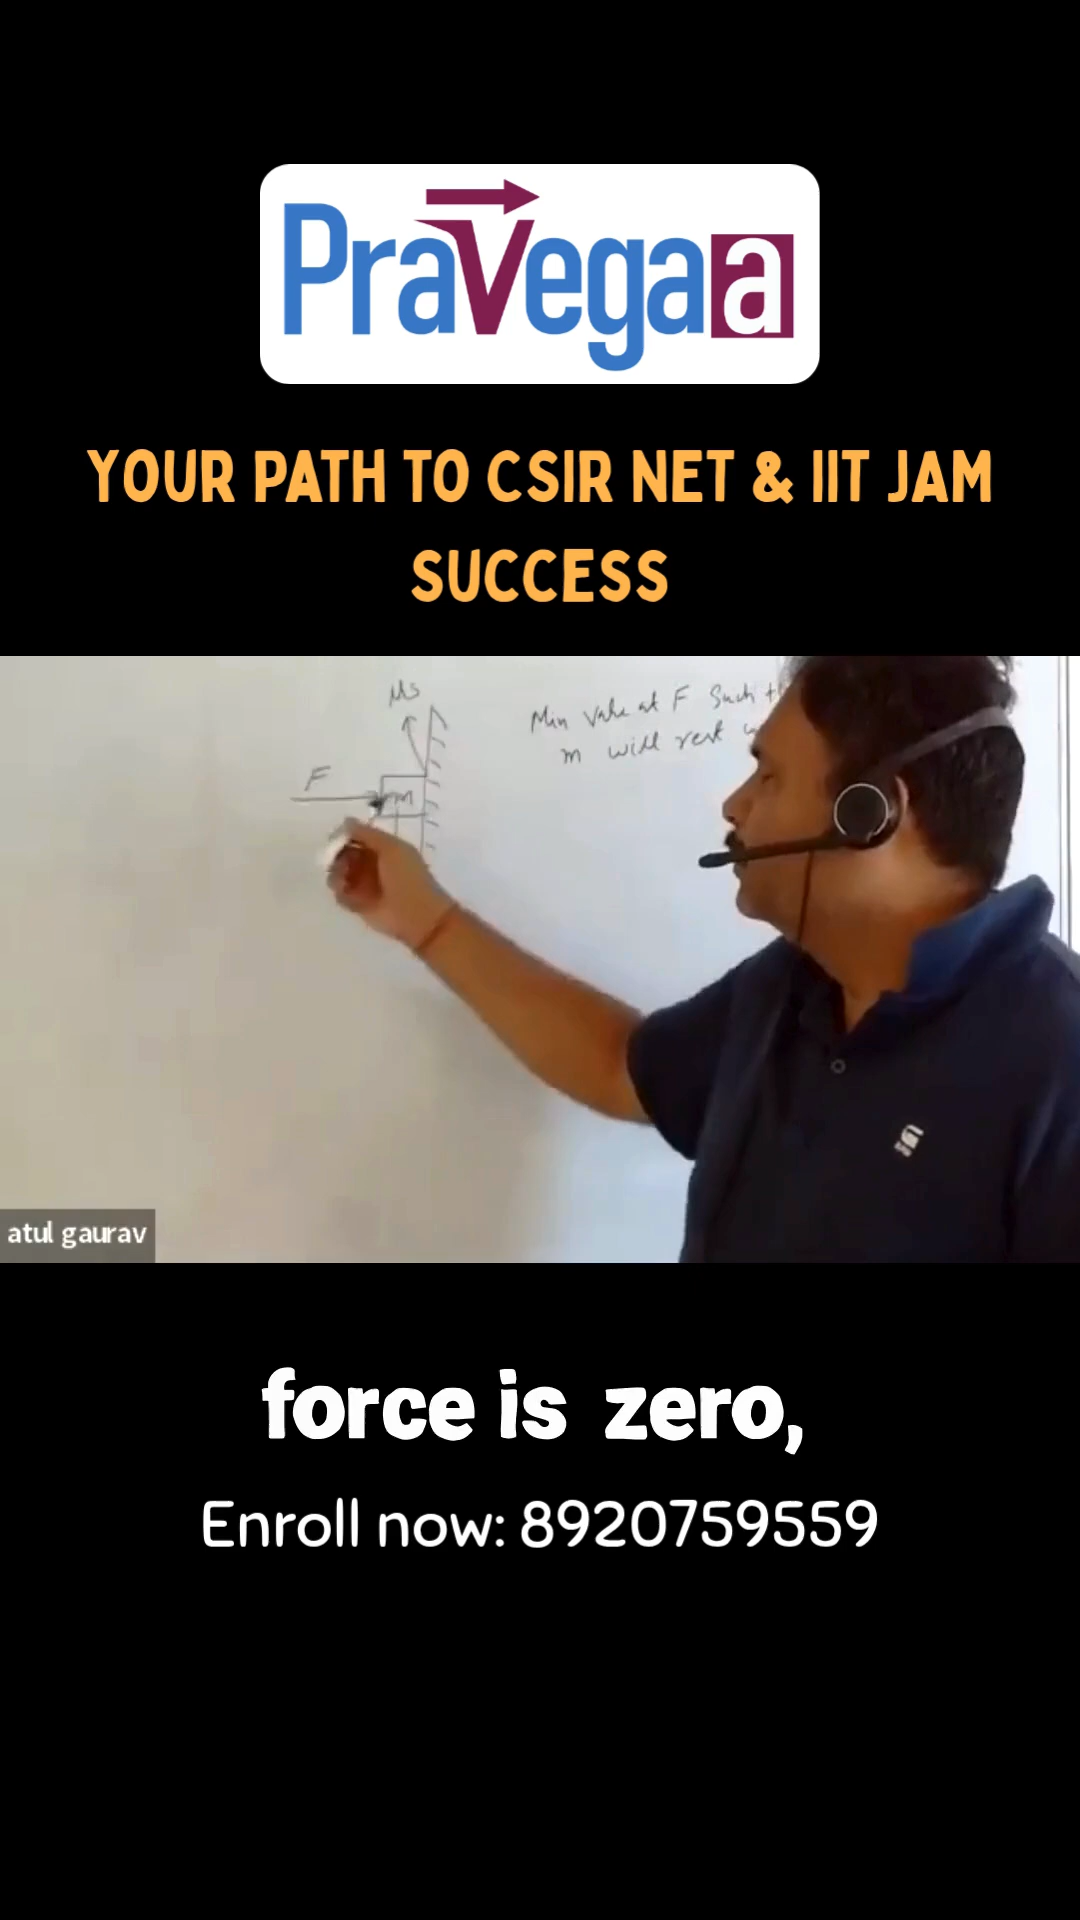 Pravegaa
YOUR PATH TO CSIR NET & IIT JAM
SUCCESS
μs
Min Value of F Such
m will rest
F
m
atul gaurav
force is zero,
Enroll now: 8920759559